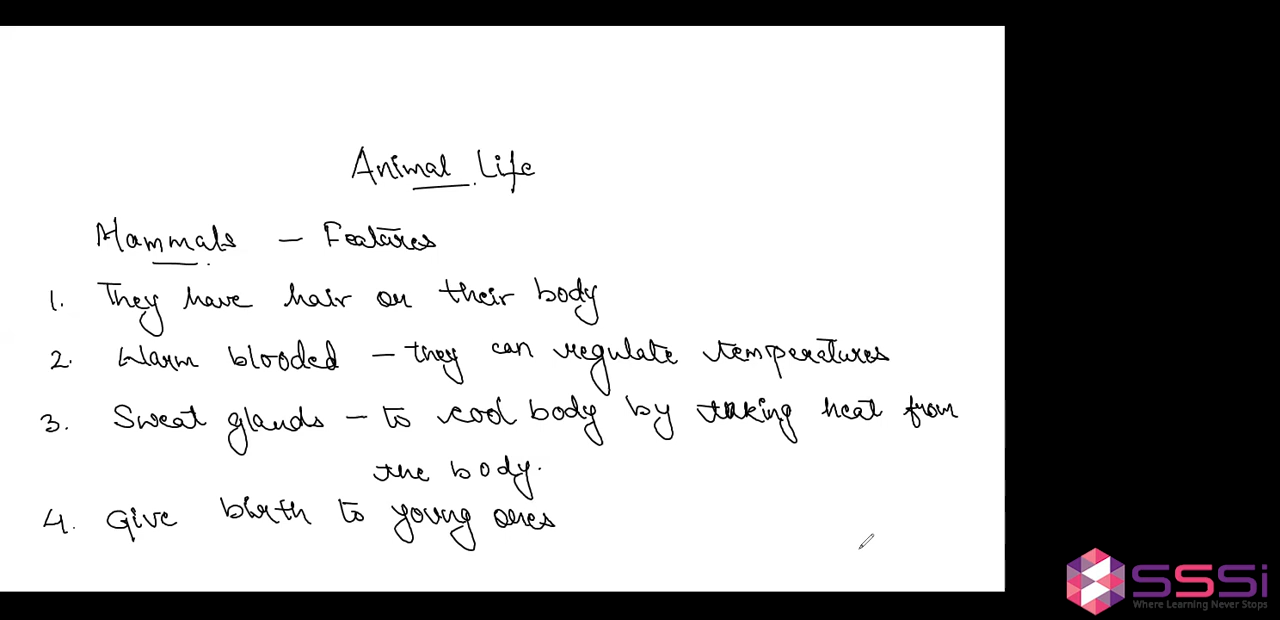 Animal Life
Mammals - Features
1. They have hair on their body
2. Warm blooded - they can regulate temperatures
3. Sweat glands - to cool body by taking heat from
the body.
4. Give birth to young ones
SSSi
Where Learning Never Stops